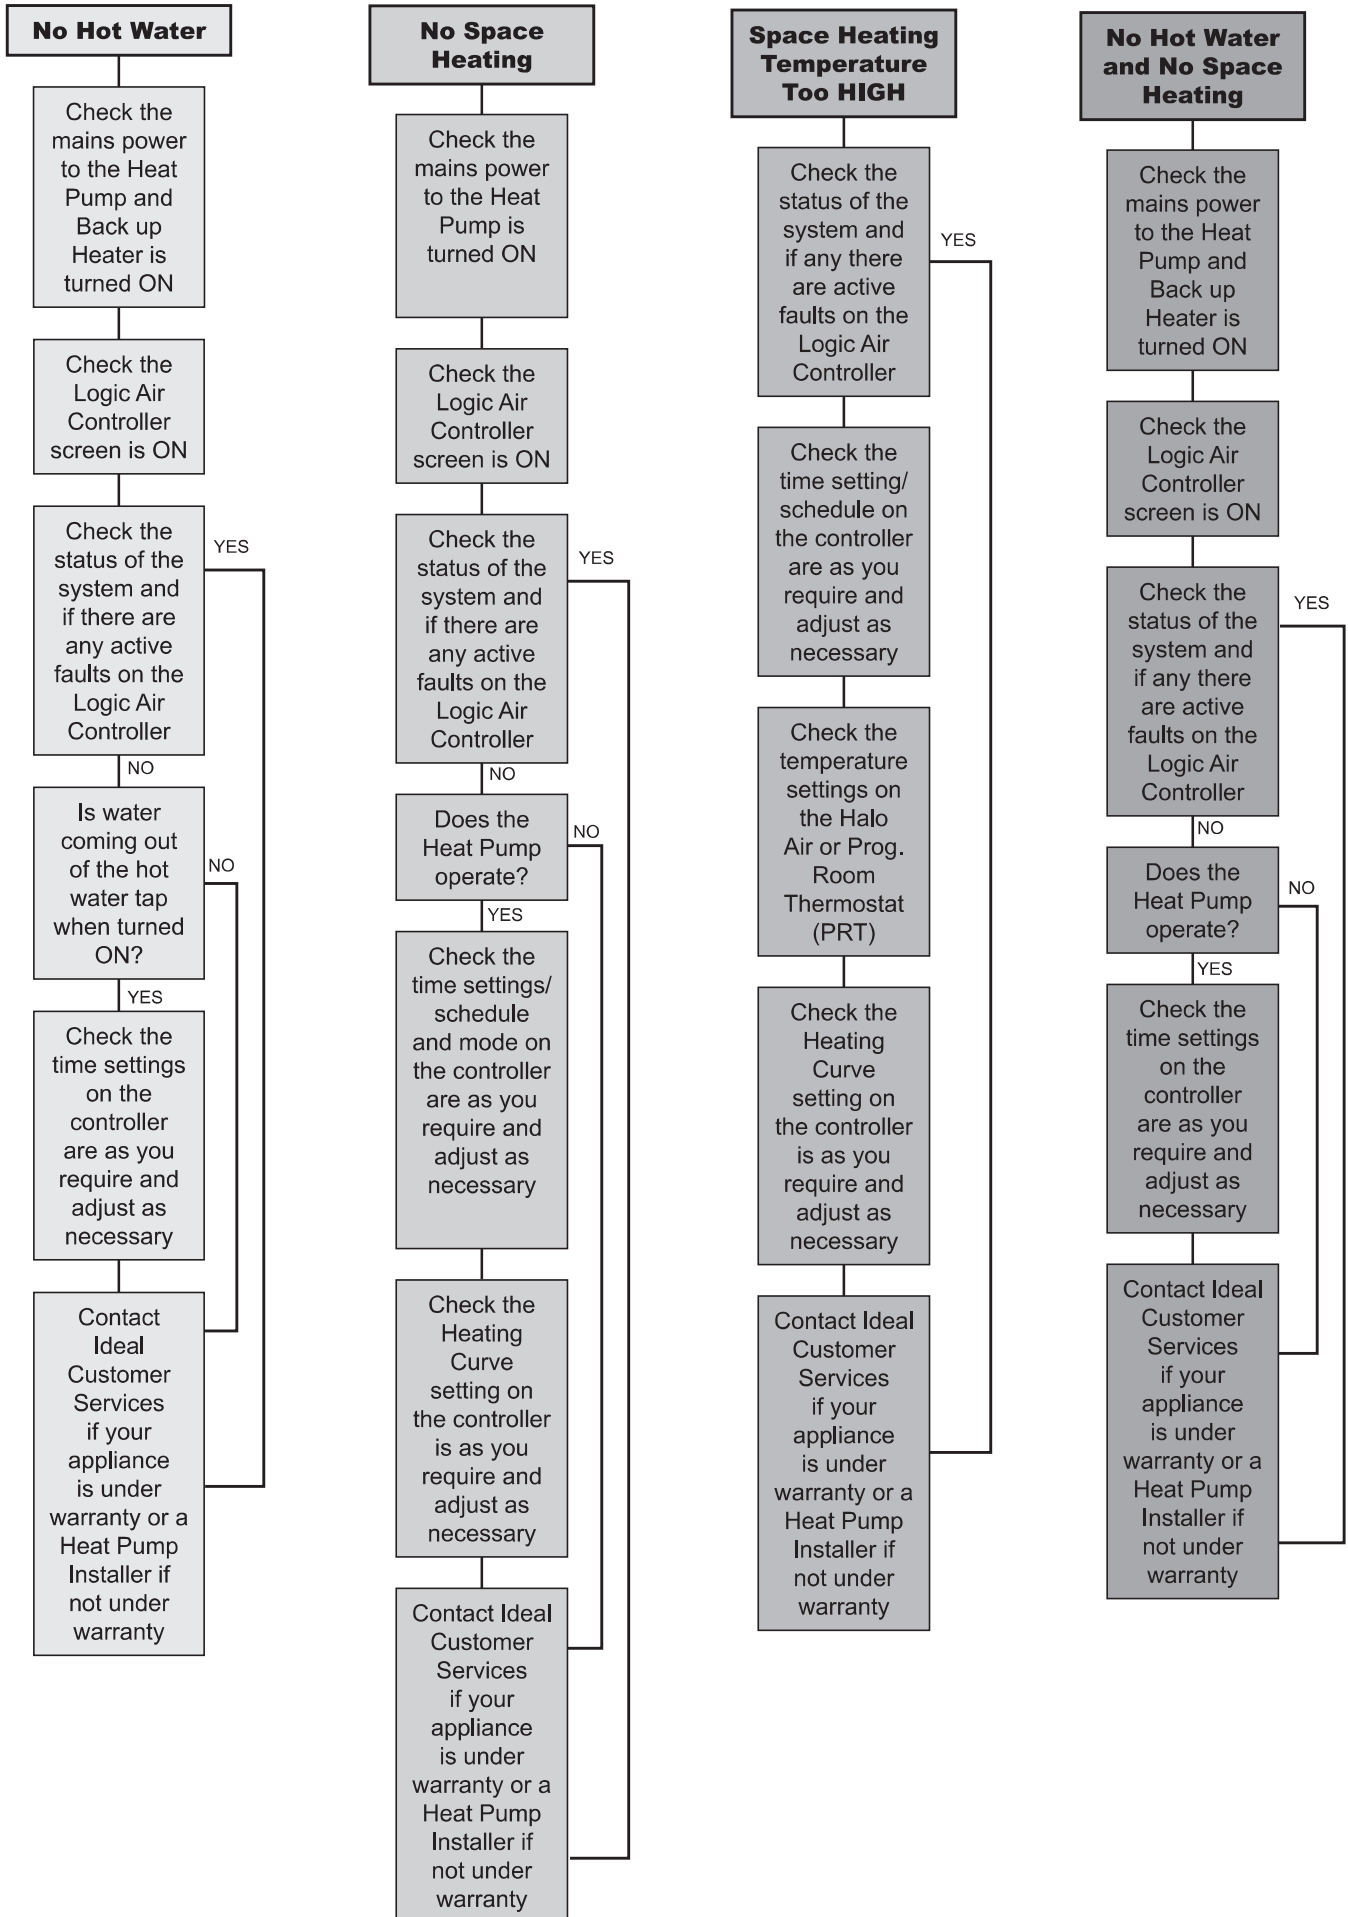 No Hot Water
Check the
mains power
to the Heat
Pump and
Back up
Heater is
turned ON
Check the
Logic Air
Controller
screen is ON
Check the
status of the
system and
if there are
any active
faults on the
Logic Air
Controller
YES
NO
Is water
coming out
of the hot
water tap
when turned
ON?
NO
YES
Check the
time settings
on the
controller
are as you
require and
adjust as
necessary
Contact
Ideal
Customer
Services
if your
appliance
is under
warranty or a
Heat Pump
Installer if
not under
warranty
No Space
Heating
Check the
mains power
to the Heat
Pump is
turned ON
Check the
Logic Air
Controller
screen is ON
Check the
status of the
system and
if there are
any active
faults on the
Logic Air
Controller
YES
NO
Does the
Heat Pump
operate?
NO
YES
Check the
time settings/
schedule
and mode on
the controller
are as you
require and
adjust as
necessary
Check the
Heating
Curve
setting on
the controller
is as you
require and
adjust as
necessary
Contact Ideal
Customer
Services
if your
appliance
is under
warranty or a
Heat Pump
Installer if
not under
warranty
Space Heating
Temperature
Too HIGH
Check the
status of the
system and
if any there
are active
faults on the
Logic Air
Controller
YES
Check the
time setting/
schedule on
the controller
are as you
require and
adjust as
necessary
Check the
temperature
settings on
the Halo
Air or Prog.
Room
Thermostat
(PRT)
Check the
Heating
Curve
setting on
the controller
is as you
require and
adjust as
necessary
Contact Ideal
Customer
Services
if your
appliance
is under
warranty or a
Heat Pump
Installer if
not under
warranty
No Hot Water
and No Space
Heating
Check the
mains power
to the Heat
Pump and
Back up
Heater is
turned ON
Check the
Logic Air
Controller
screen is ON
Check the
status of the
system and
if any there
are active
faults on the
Logic Air
Controller
YES
NO
Does the
Heat Pump
operate?
NO
YES
Check the
time settings
on the
controller
are as you
require and
adjust as
necessary
Contact Ideal
Customer
Services
if your
appliance
is under
warranty or a
Heat Pump
Installer if
not under
warranty